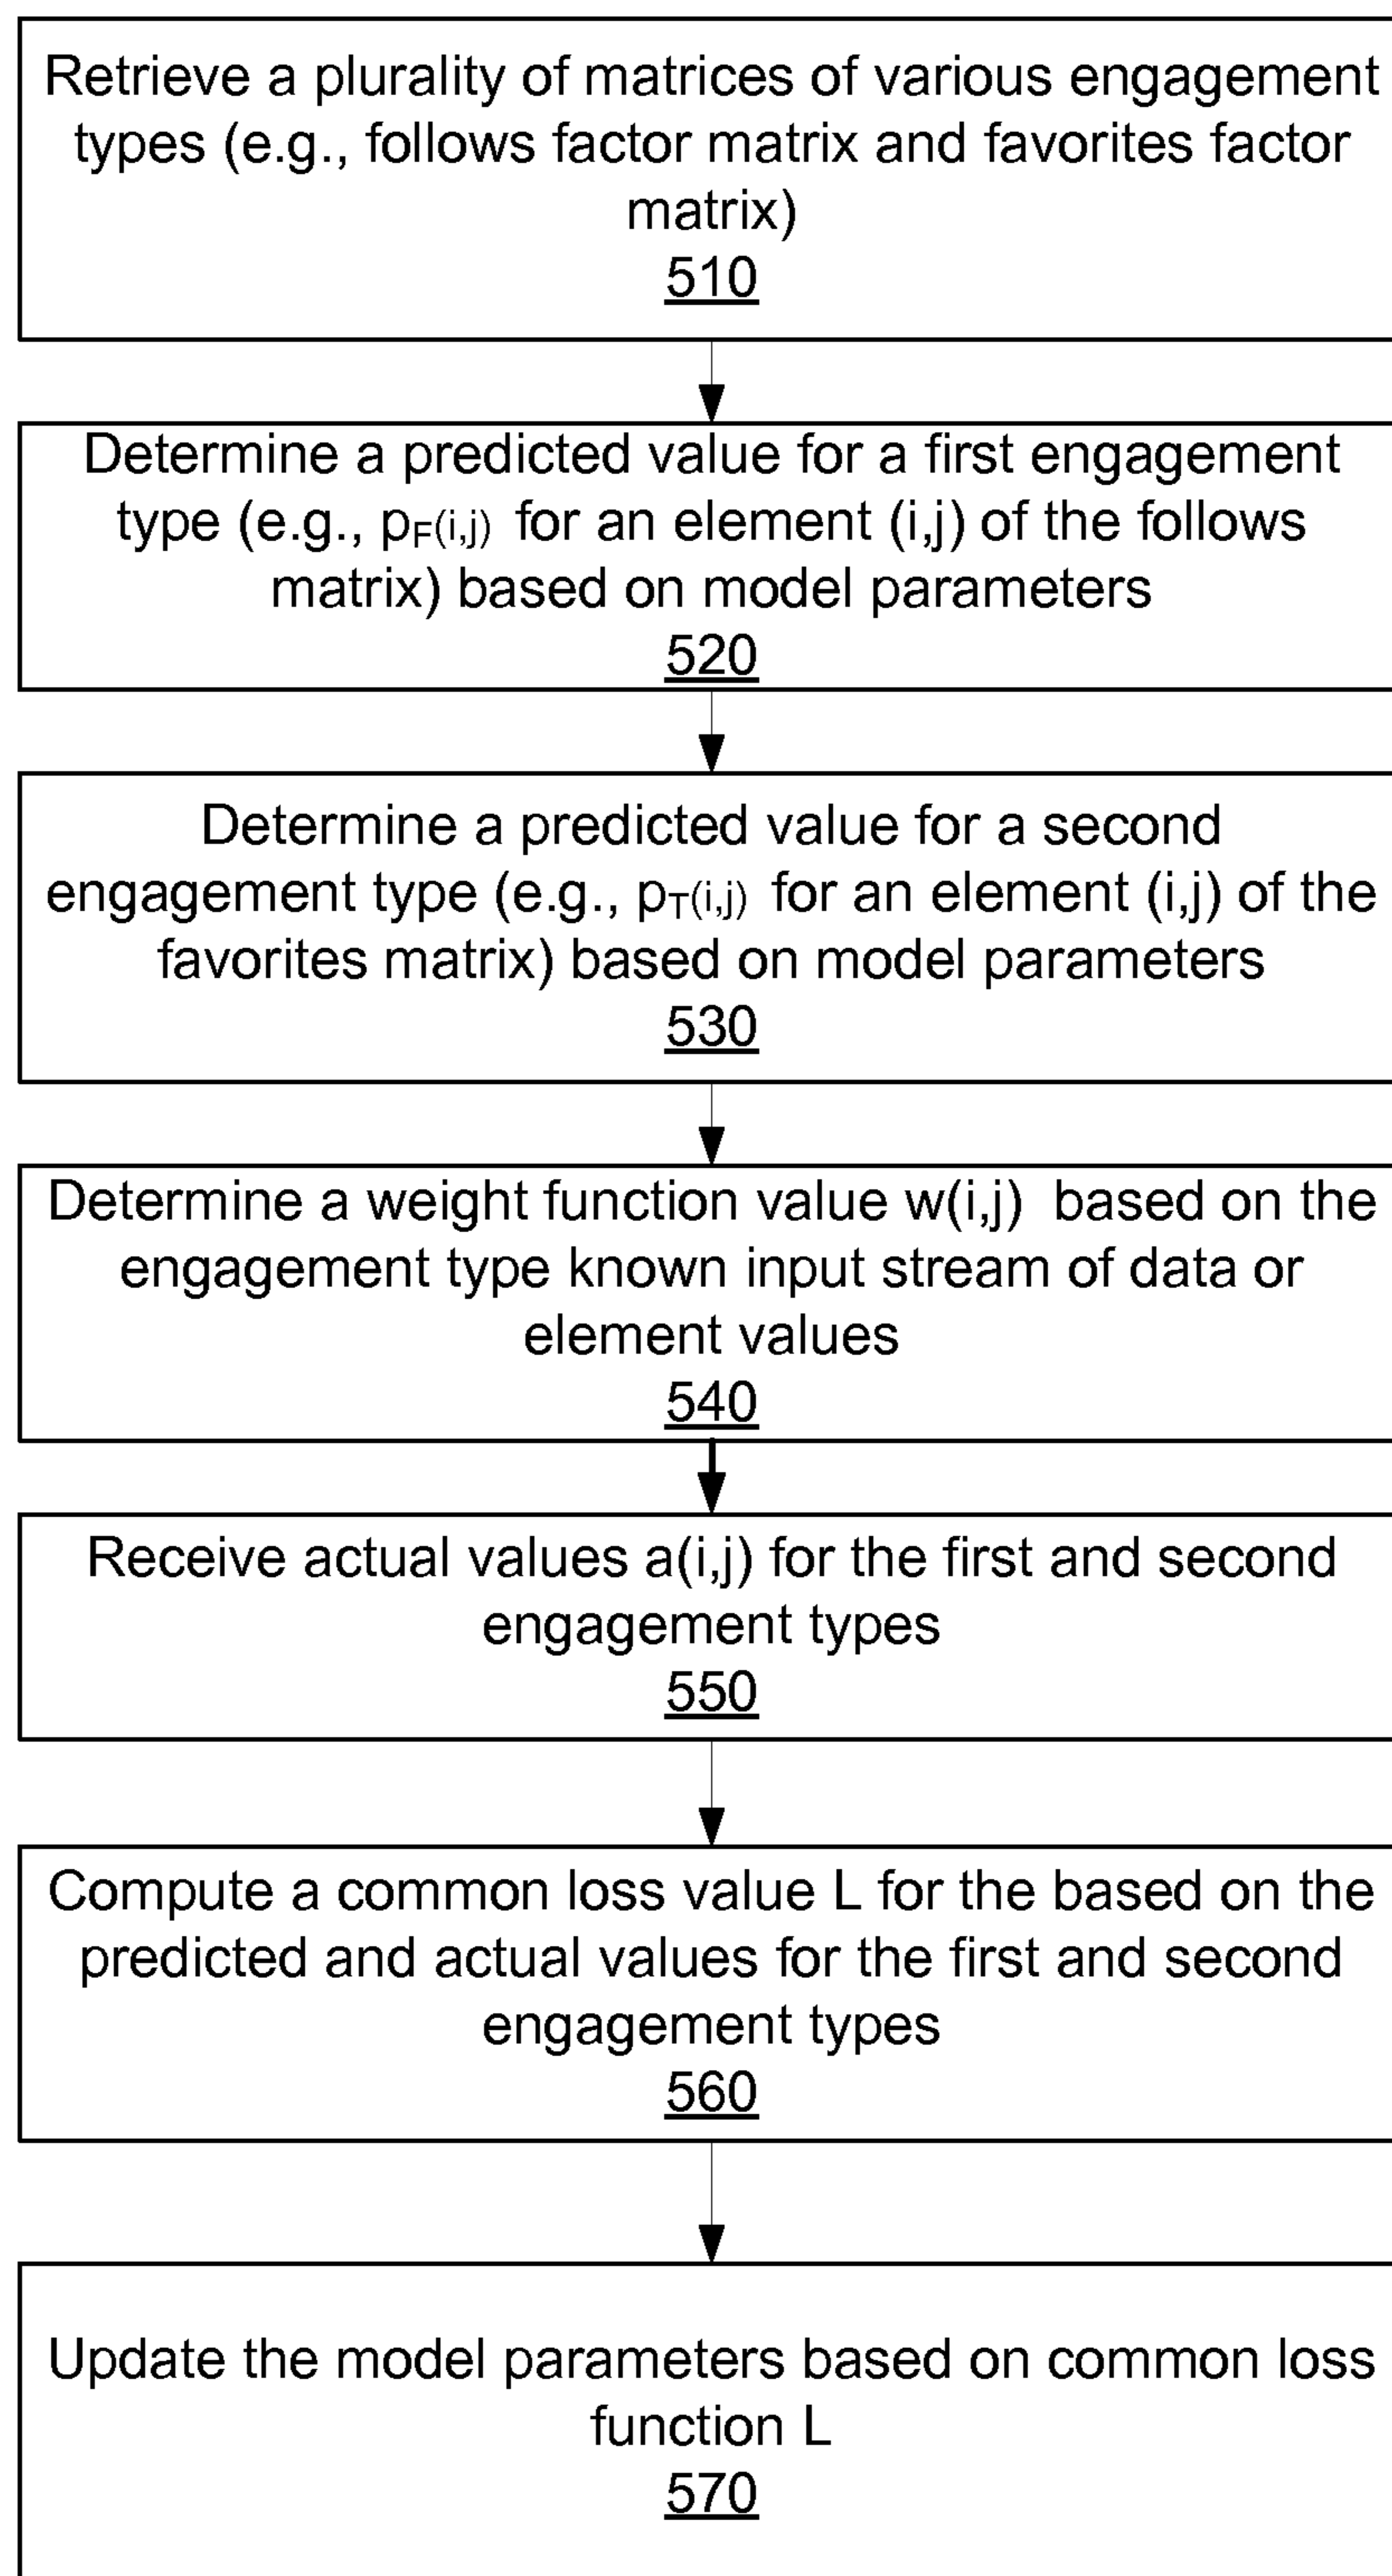 Retrieve a plurality of matrices of various engagement
types (e.g., follows factor matrix and favorites factor
matrix)
510
Determine a predicted value for a first engagement
type (e.g., pF(i,j) for an element (i,j) of the follows
matrix) based on model parameters
520
Determine a predicted value for a second
engagement type (e.g., pT(i,j) for an element (i,j) of the
favorites matrix) based on model parameters
530
Determine a weight function value w(i,j) based on the
engagement type known input stream of data or
element values
540
Receive actual values a(i,j) for the first and second
engagement types
550
Compute a common loss value L for the based on the
predicted and actual values for the first and second
engagement types
560
Update the model parameters based on common loss
function L
570